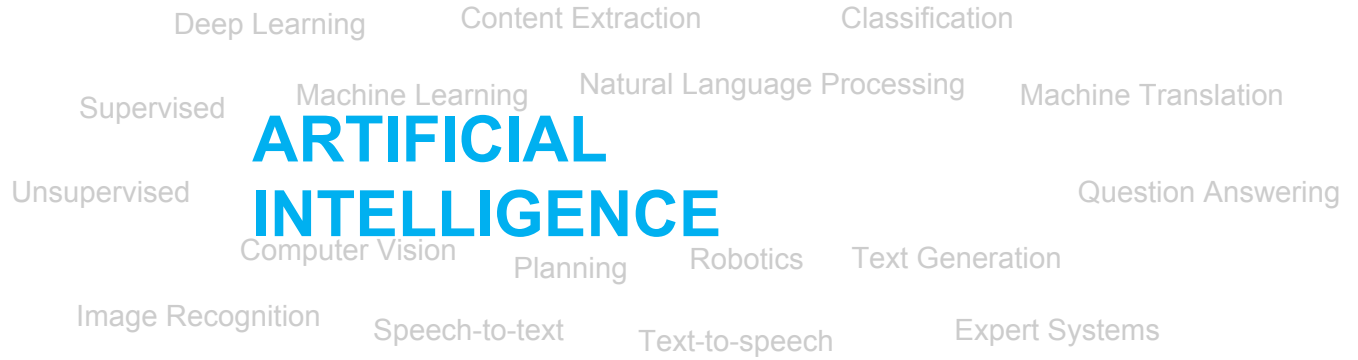 Deep Learning
Content Extraction
Classification
Supervised
Machine Learning
Natural Language Processing
Machine Translation
ARTIFICIAL
INTELLIGENCE
Unsupervised
Question Answering
Computer Vision
Planning
Robotics
Text Generation
Image Recognition
Speech-to-text
Text-to-speech
Expert Systems